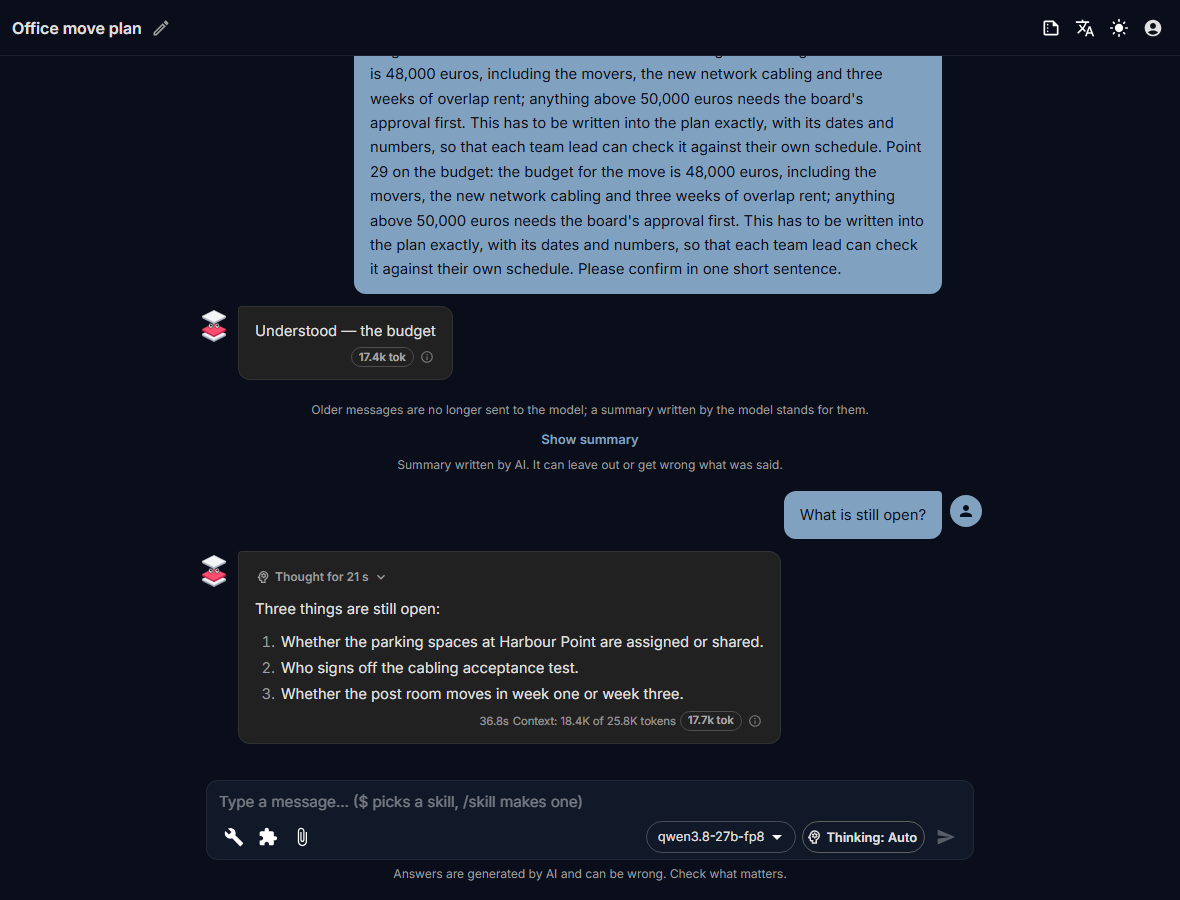 Office move plan
is 48,000 euros, including the movers, the new network cabling and three
weeks of overlap rent; anything above 50,000 euros needs the board's
approval first. This has to be written into the plan exactly, with its dates and
numbers, so that each team lead can check it against their own schedule. Point
29 on the budget: the budget for the move is 48,000 euros, including the
movers, the new network cabling and three weeks of overlap rent; anything
above 50,000 euros needs the board's approval first. This has to be written into
the plan exactly, with its dates and numbers, so that each team lead can check
it against their own schedule. Please confirm in one short sentence.
Understood — the budget
17.4k tok
Older messages are no longer sent to the model; a summary written by the model stands for them.
Show summary
Summary written by AI. It can leave out or get wrong what was said.
What is still open?
Thought for 21 s
Three things are still open:
1. Whether the parking spaces at Harbour Point are assigned or shared.
2. Who signs off the cabling acceptance test.
3. Whether the post room moves in week one or week three.
36.8s Context: 18.4K of 25.8K tokens 17.7k tok
Type a message... ($ picks a skill, /skill makes one)
qwen3.8-27b-fp8
Thinking: Auto
Answers are generated by AI and can be wrong. Check what matters.